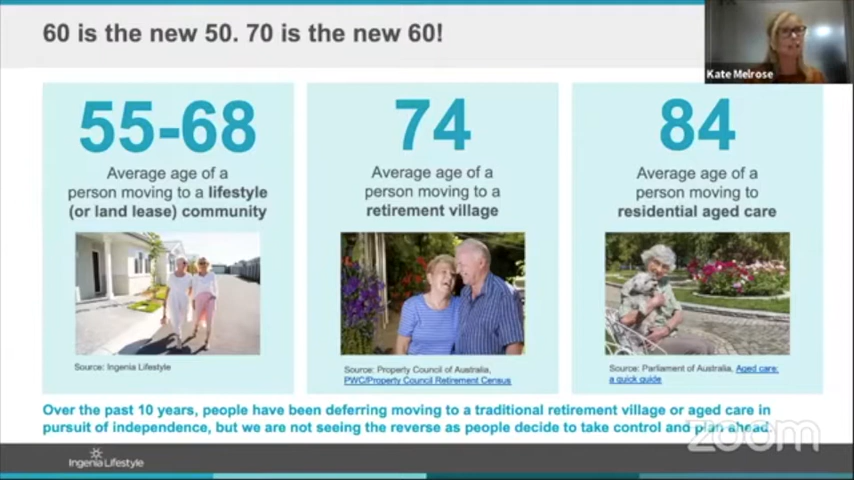 60 is the new 50. 70 is the new 60!
Kate Melrose
55-68
Average age of a
person moving to a lifestyle
(or land lease) community
Source: Ingenia Lifestyle
74
Average age of a
person moving to a
retirement village
Source: Property Council of Australia,
PWC/Property Council Retirement Census
84
Average age of a
person moving to
residential aged care
Source: Parliament of Australia, Aged care:
a quick guide
Over the past 10 years, people have been deferring moving to a traditional retirement village or aged care in
pursuit of independence, but we are not seeing the reverse as people decide to take control and plan ahead.
zoom
Ingenia Lifestyle